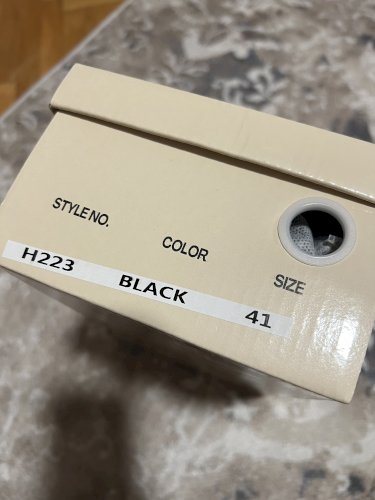 STYLE NO. COLOR SIZE
H223 BLACK 41